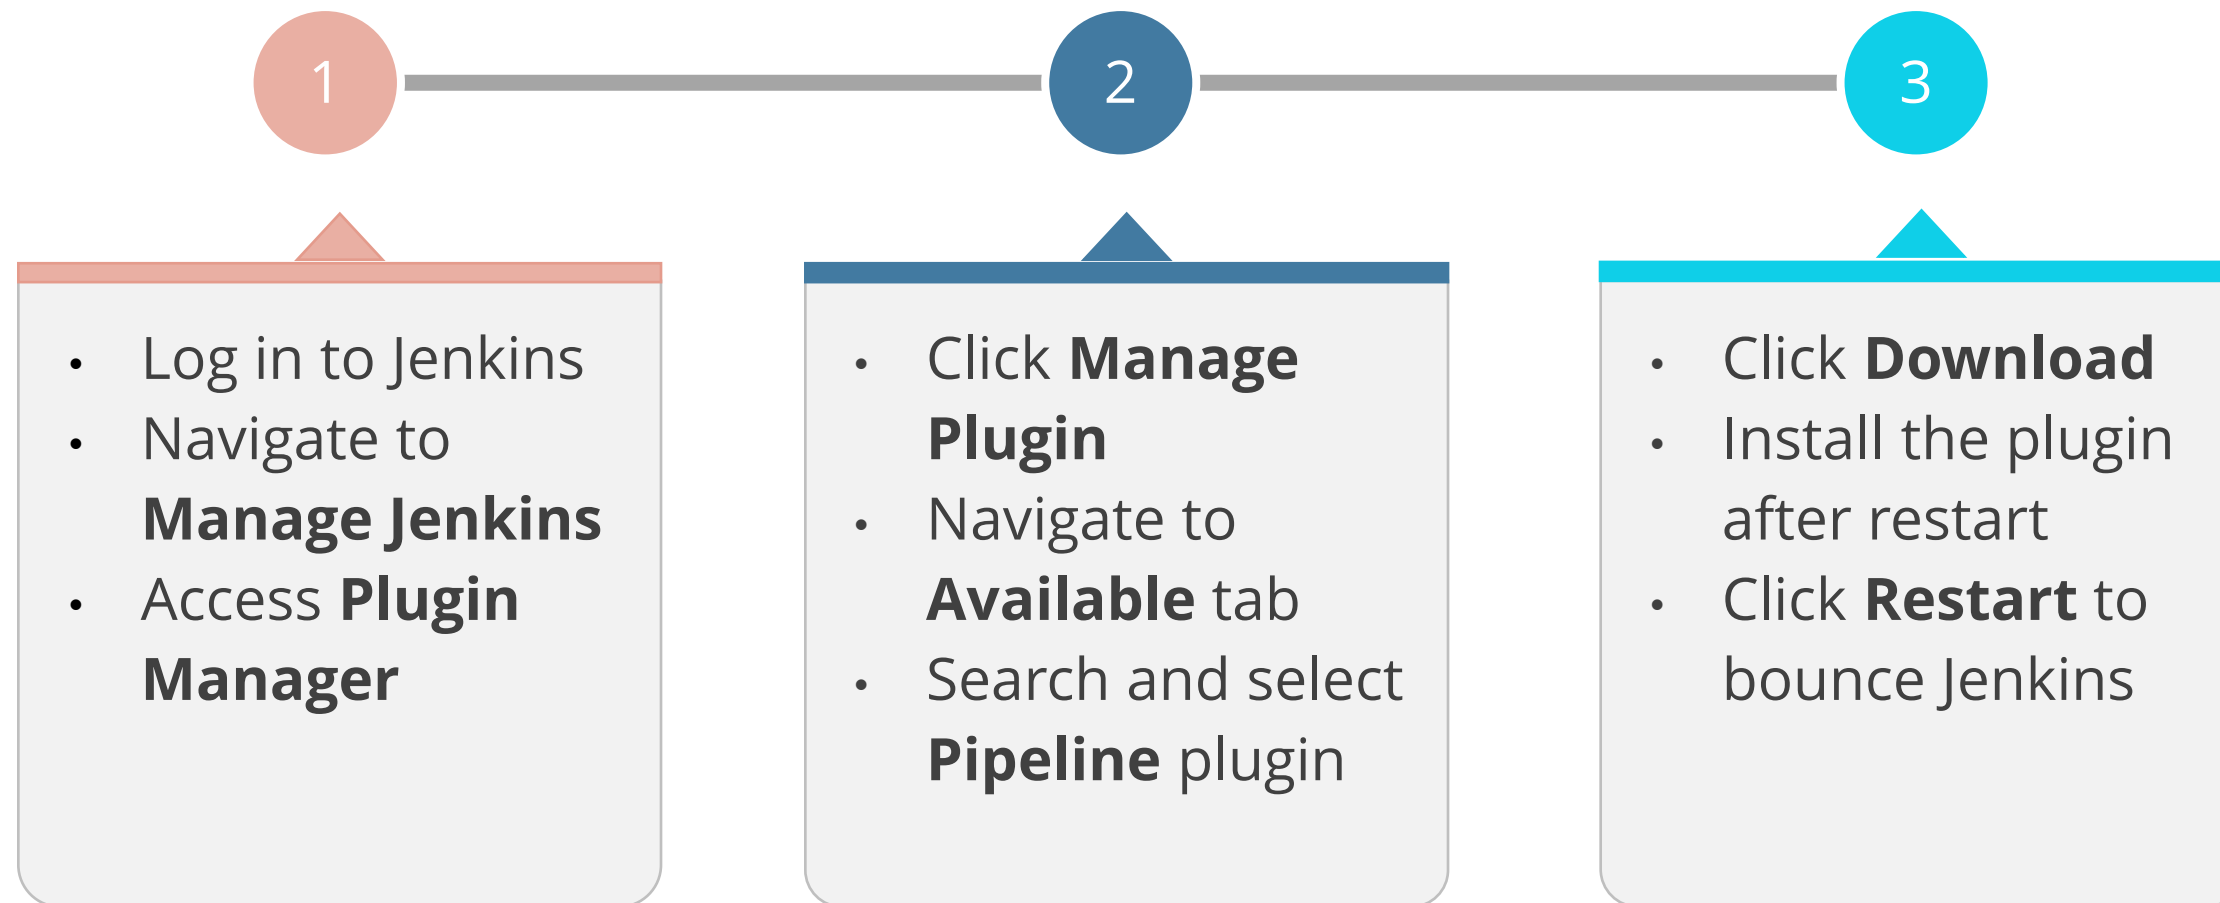 1
2
3
• Log in to Jenkins
• Navigate to
Manage Jenkins
• Access Plugin
Manager
• Click Manage
Plugin
• Navigate to
Available tab
• Search and select
Pipeline plugin
• Click Download
• Install the plugin
after restart
• Click Restart to
bounce Jenkins